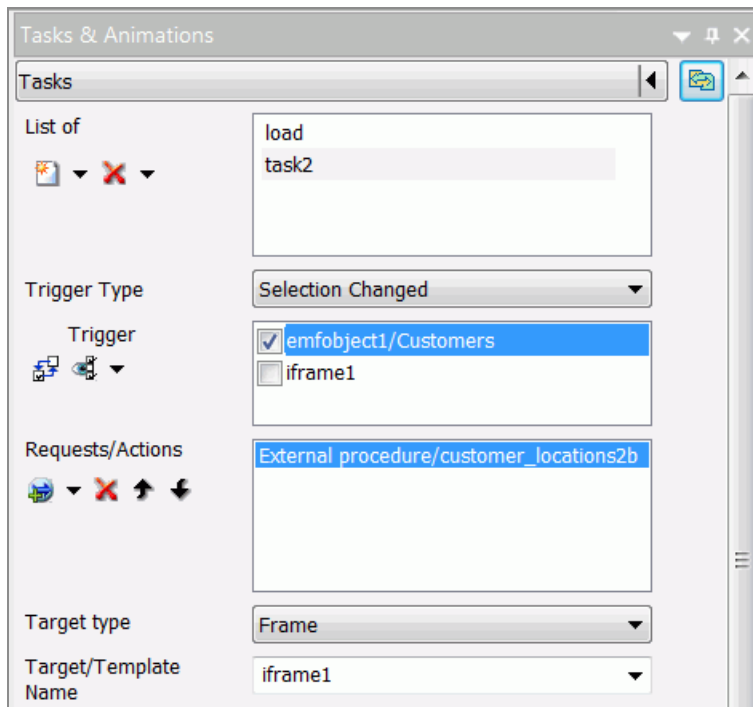 Tasks & Animations
Tasks
List of
load
task2
Trigger Type
Selection Changed
Trigger
emfobject1/Customers
iframe1
Requests/Actions
External procedure/customer_locations2b
Target type
Frame
Target/Template
Name
iframe1